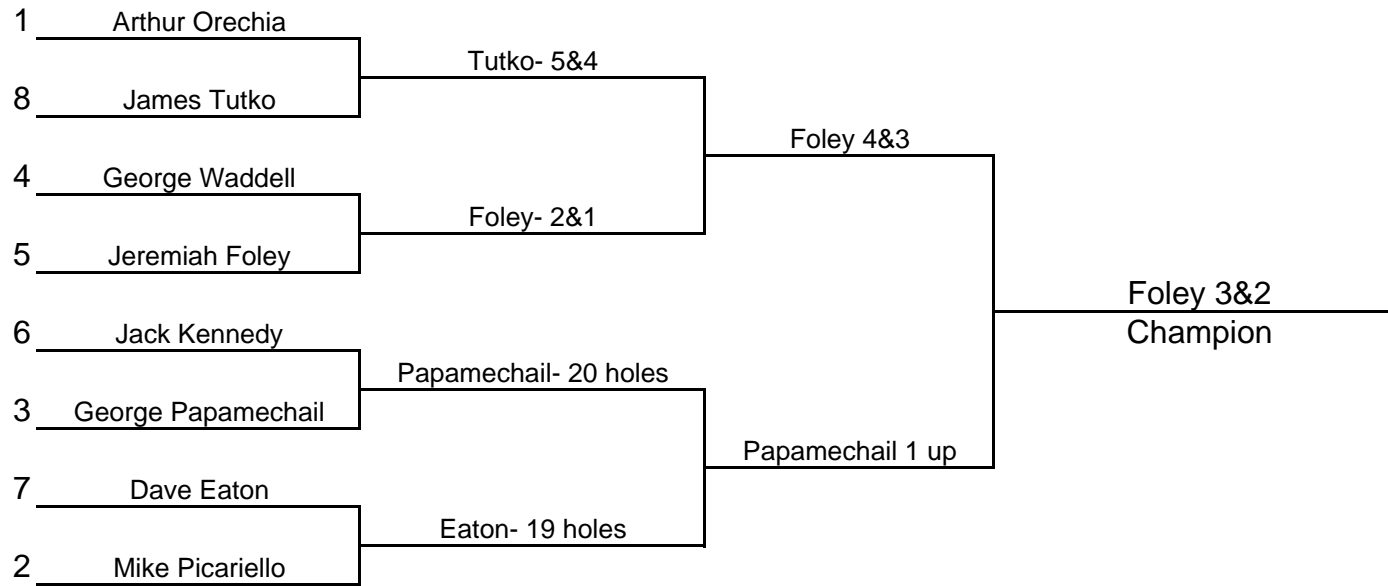 1 Arthur Orechia
Tutko- 5&4
8 James Tutko
Foley 4&3
4 George Waddell
Foley- 2&1
5 Jeremiah Foley
Foley 3&2
Champion
6 Jack Kennedy
Papamechail- 20 holes
3 George Papamechail
Papamechail 1 up
7 Dave Eaton
Eaton- 19 holes
2 Mike Picariello